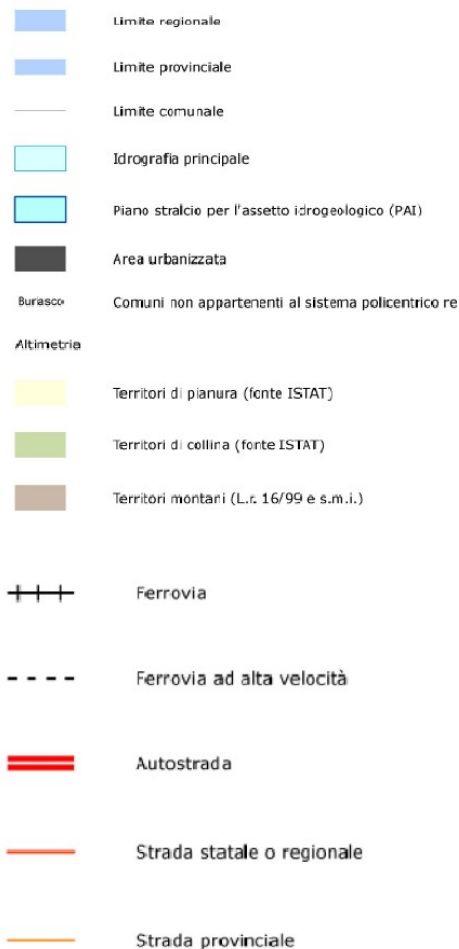 Limite regionale
Limite provinciale
Limite comunale
Idrografia principale
Piano stralcio per l'assetto idrogeologico (PAI)
Area urbanizzata
Buriasco Comuni non appartenenti al sistema policentrico re
Altimetria
Territori di pianura (fonte ISTAT)
Territori di collina (fonte ISTAT)
Territori montani (L.r. 16/99 e s.m.i.)
Ferrovia
Ferrovia ad alta velocità
Autostrada
Strada statale o regionale
Strada provinciale